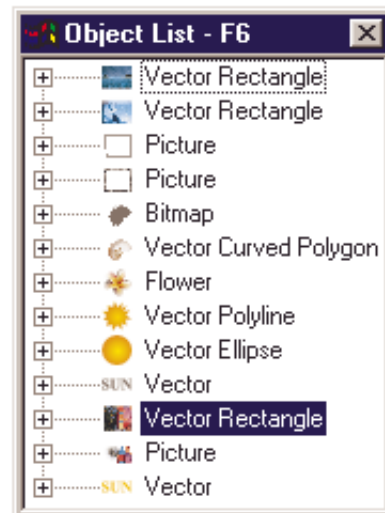 Object List - F6
Vector Rectangle
Vector Rectangle
Picture
Picture
Bitmap
Vector Curved Polygon
Flower
Vector Polyline
Vector Ellipse
SUN Vector
Vector Rectangle
Picture
SUN Vector